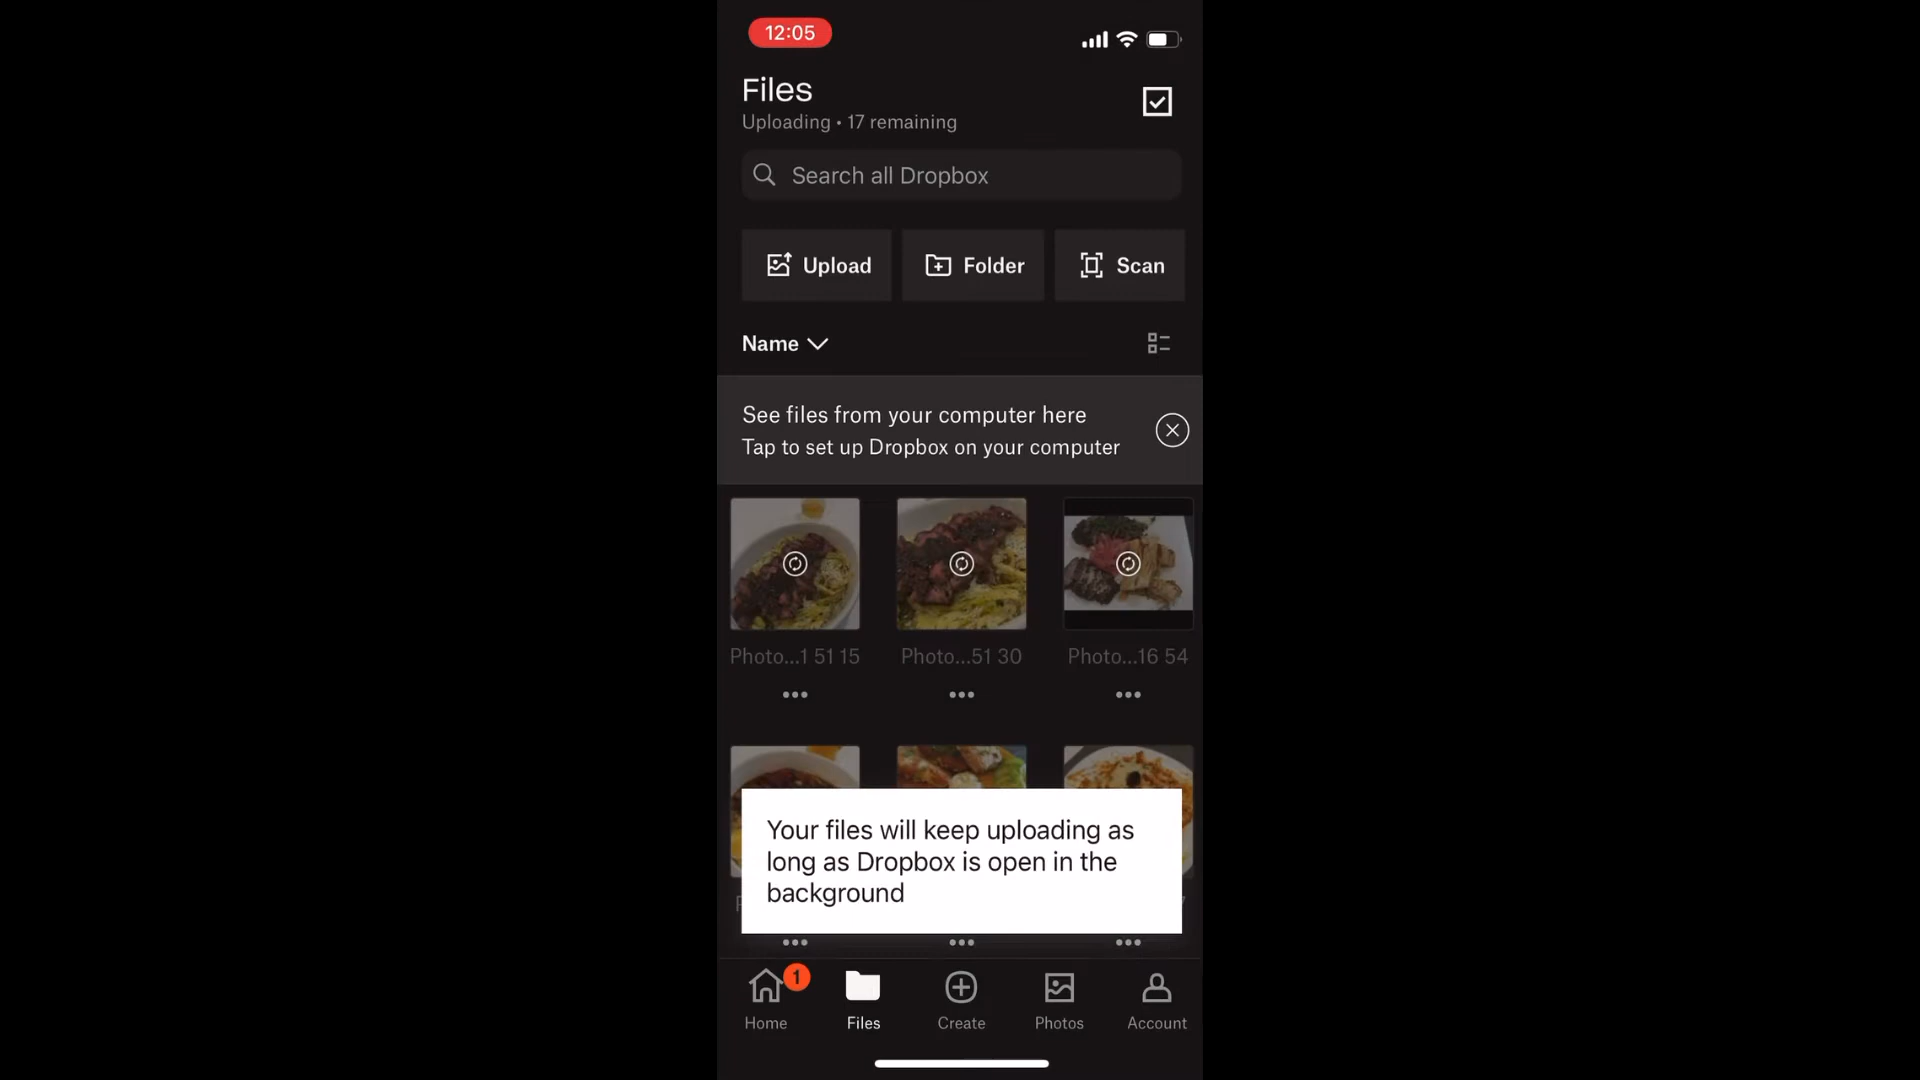 12:05
Files
Uploading • 17 remaining
Search all Dropbox
Upload Folder Scan
Name
See files from your computer here
Tap to set up Dropbox on your computer
Photo...1 51 15 Photo...51 30 Photo...16 54
Your files will keep uploading as
long as Dropbox is open in the
background
1
Home Files Create Photos Account